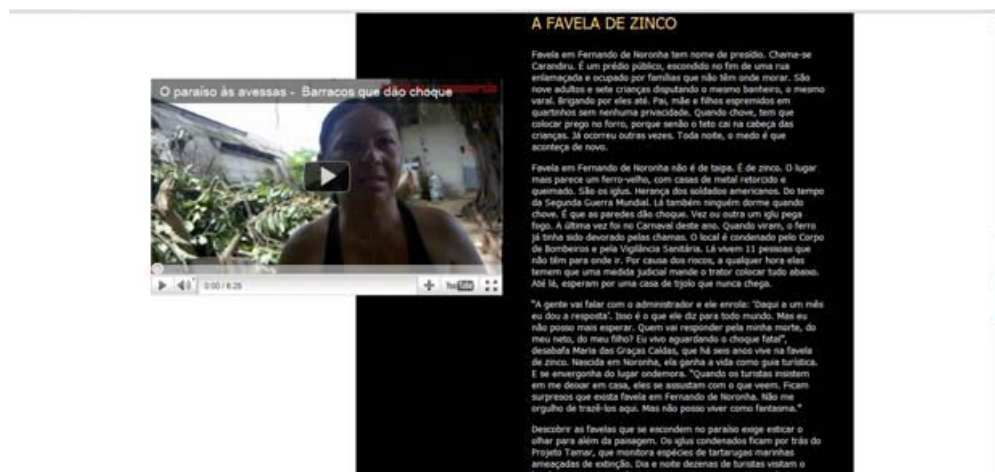 A FAVELA DE ZINCO
Favela em Fernando de Noronha tem nome de presídio. Chama-se
Carandiru. É um prédio público, escondido no fim de uma rua
enlameaçada e ocupado por famílias que não têm onde morar. São
nove adultos e sete crianças disputando o mesmo banheiro, o mesmo
varal. Brigando por eles até. Pai, mãe e filhos espremidos em
quartinhos sem nenhuma privacidade. Quando chove, tem que
colocar prego no forro, porque senão o teto cai na cabeça das
crianças. Já ocorreu outras vezes. Toda noite, o medo é que
aconteça de novo.
Favela em Fernando de Noronha não é de taipa. É de zinco. O lugar
mais parece um ferro-velho, com casas de metal retorcido e
queimado. São os iglus. Herança dos soldados americanos. Do tempo
da Segunda Guerra Mundial. Lá também ninguém dorme quando
chove. É que as paredes dão choque. Vez ou outra um iglu pega
fogo. A última vez foi no Carnaval deste ano. Quando viram, o ferro
já tinha sido devorado pelas chamas. O local é condenado pelo Corpo
de Bombeiros e pela Vigilância Sanitária. Lá vivem 11 pessoas que
não têm para onde ir. Por causa dos riscos, a qualquer hora elas
temem que uma medida judicial mande o trator colocar tudo abaixo.
Até lá, esperam por uma casa de tijolo que nunca chega.
"A gente vai falar com o administrador e ele enrola: 'Daqui a um mês
eu dou a resposta'. Isso é o que ele diz para todo mundo. Mas eu
não posso mais esperar. Quem vai responder pela minha morte, do
meu neto, do meu filho? Eu vivo aguardando o choque fatal",
desabafa Maria das Graças Caldas, que há seis anos vive na favela
de zinco. Nascida em Noronha, ela ganha a vida como guia turística.
E se envergonha do lugar ondemora. "Quando os turistas insistem
em me deixar em casa, eles se assustam com o que veem. Ficam
surpresos que exista favela em Fernando de Noronha. Não me
orgulho de trazê-los aqui. Mas não posso viver como fantasma."
Descobrir as favelas que se escondem no paraíso exige esticar o
olhar para além da paisagem. Os iglus condenados ficam por trás do
Projeto Tamar, que monitora espécies de tartarugas marinhas
ameaçadas de extinção. Dia e noite dezenas de turistas visitam o
O paraíso às avessas - Barracos que dão choque
0:00 / 6:26
YouTube